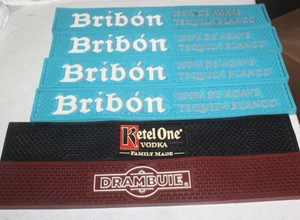 Bribón 100% DE AGAVE
TEQUILA BLANCO
Bribón 100% DE AGAVE
TEQUILA BLANCO
Bribón 100% DE AGAVE
TEQUILA BLANCO
Bribón 100% DE AGAVE
TEQUILA BLANCO
Ketel One
VODKA
FAMILY MADE
DRAMBUIE